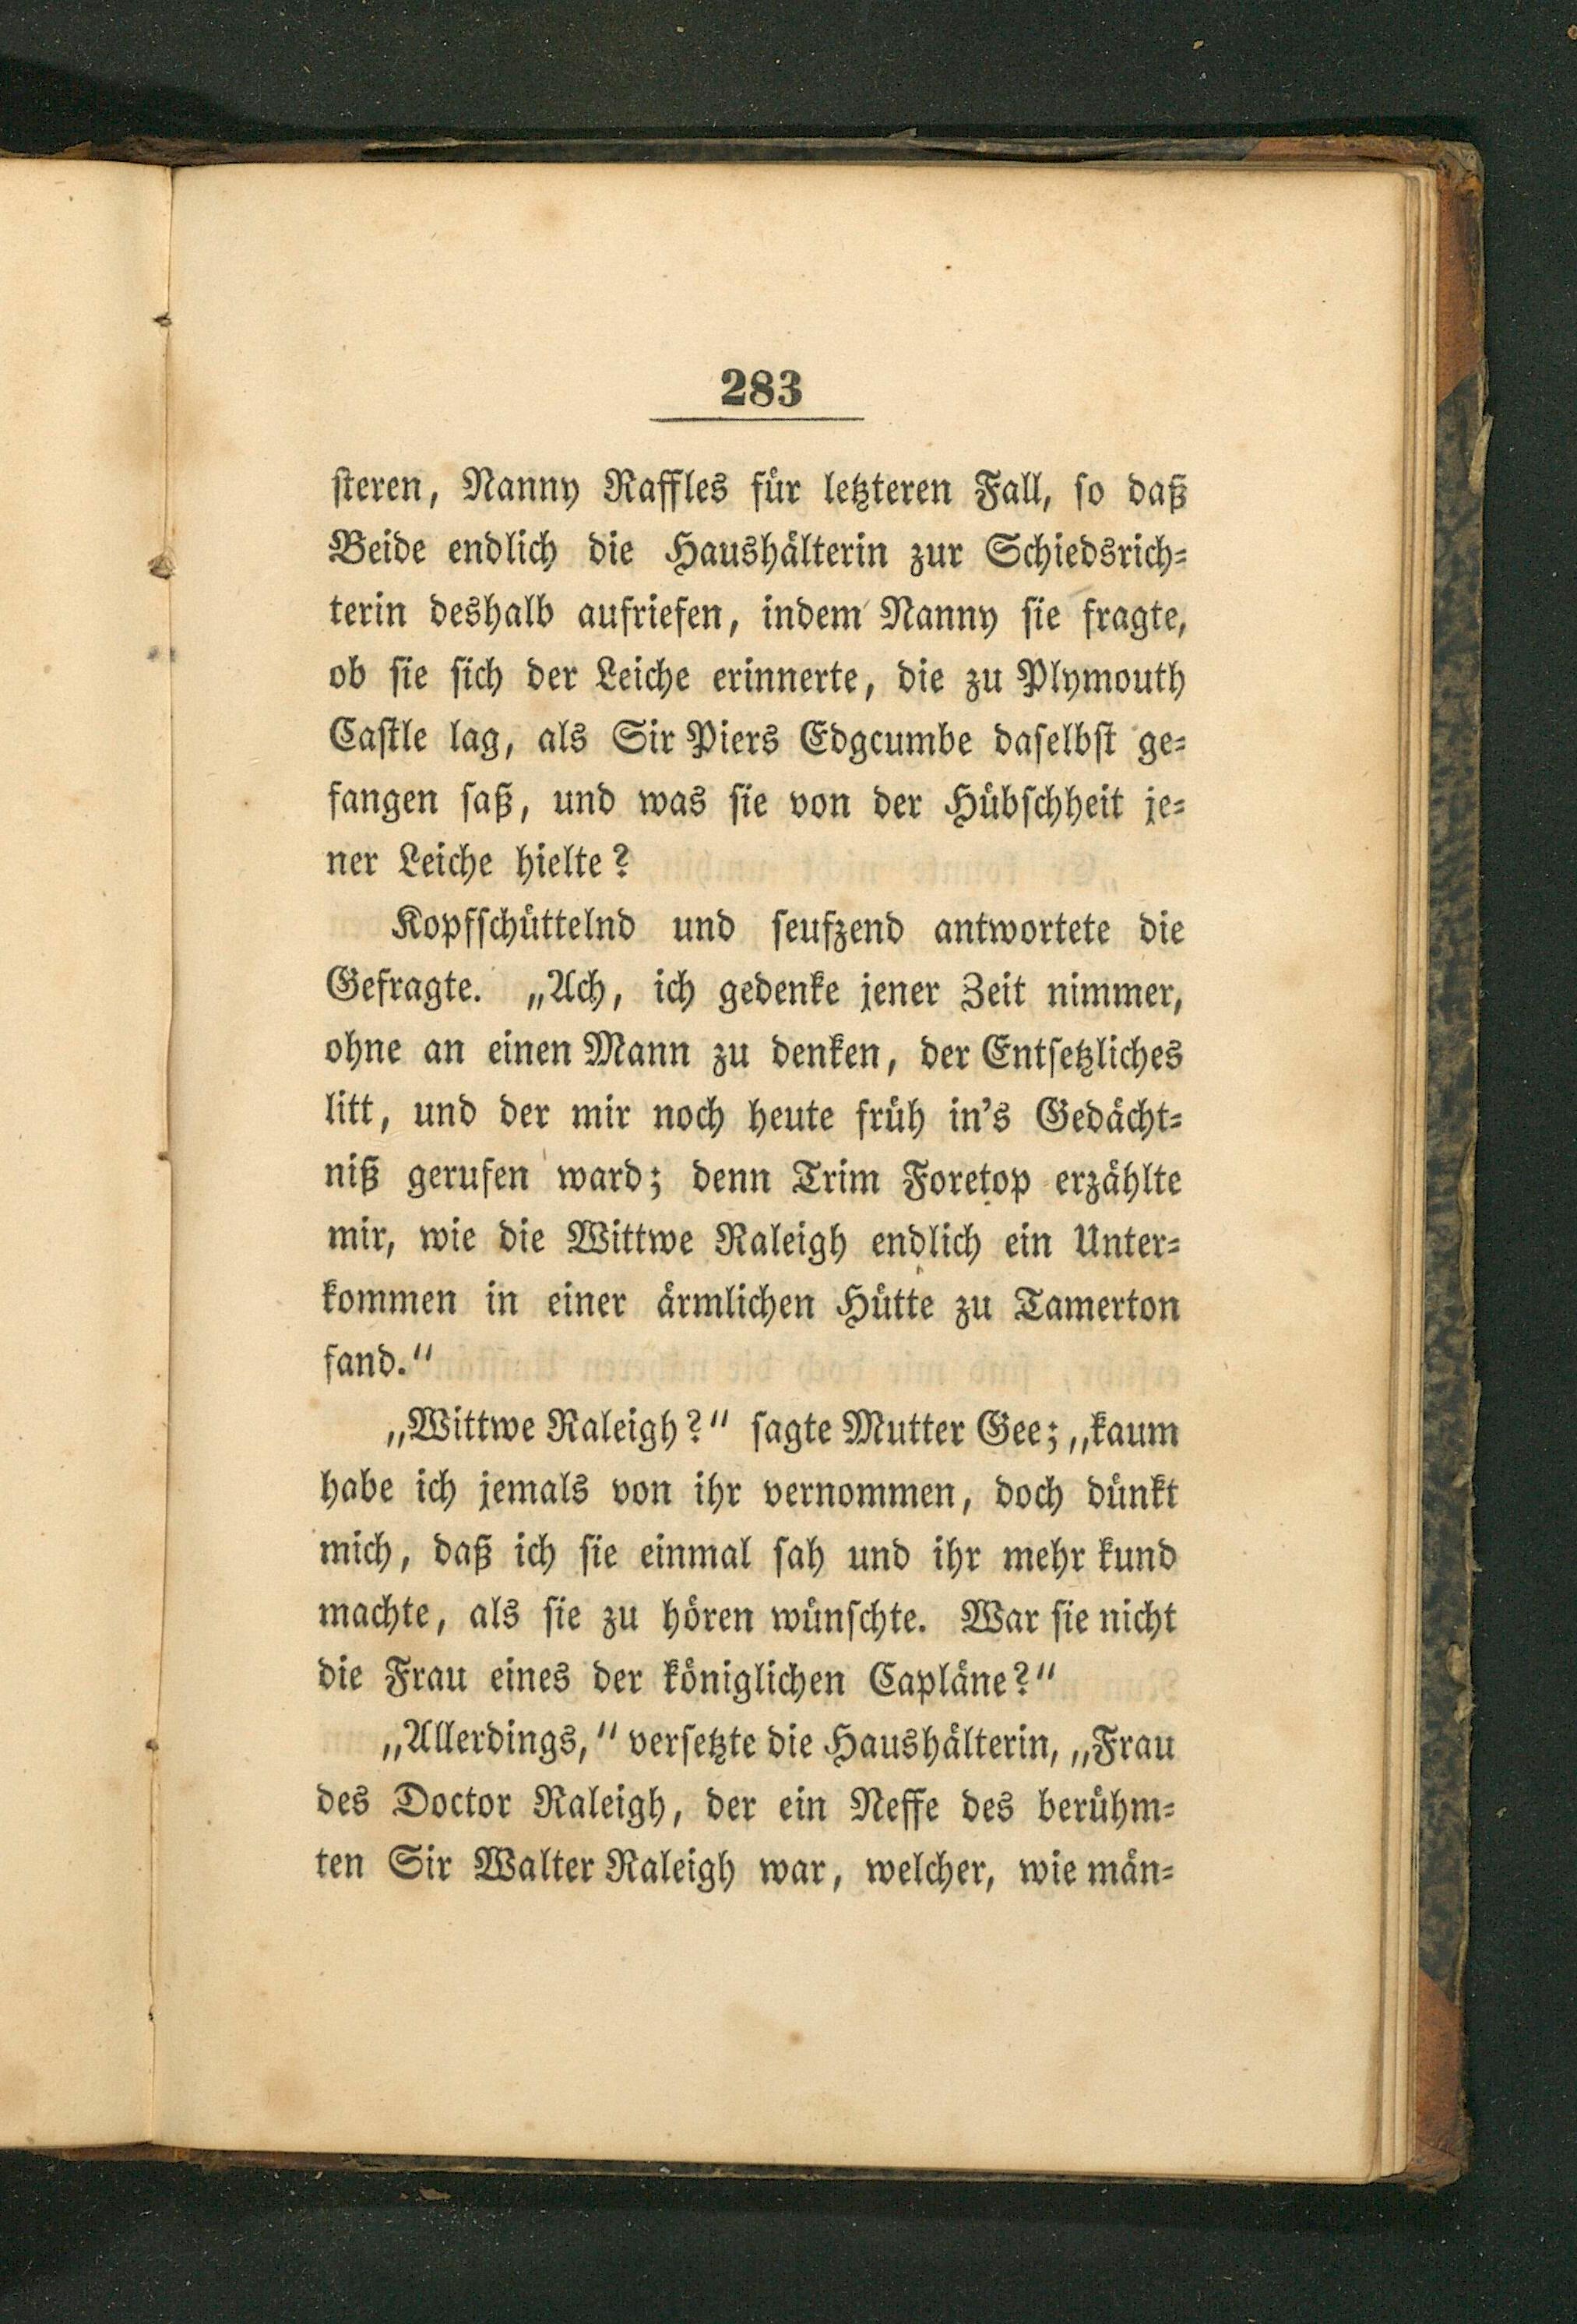 283
steren, Nanny Raffles für letzteren Fall, so daß
Beide endlich die Haushälterin zur Schiedsrich=
terin deshalb aufriefen, indem Nanny sie fragte,
ob sie sich der Leiche erinnerte, die zu Plymouth
Castle lag, als Sir Piers Edgcumbe daselbst ge=
fangen saß, und was sie von der Hübschheit je=
ner Leiche hielte?
Kopfschüttelnd und seufzend antwortete die
Gefragte. „Ach, ich gedenke jener Zeit nimmer,
ohne an einen Mann zu denken, der Entsetzliches
litt, und der mir noch heute früh in's Gedächt=
niß gerufen ward; denn Trim Foretop erzählte
mir, wie die Wittwe Raleigh endlich ein Unter=
kommen in einer ärmlichen Hütte zu Tamerton
fand.“
„Wittwe Raleigh?“ sagte Mutter Gee; „kaum
habe ich jemals von ihr vernommen, doch dünkt
mich, daß ich sie einmal sah und ihr mehr kund
machte, als sie zu hören wünschte. War sie nicht
die Frau eines der königlichen Capläne?“
„Allerdings,“ versetzte die Haushälterin, „Frau
des Doctor Raleigh, der ein Neffe des berühm=
ten Sir Walter Raleigh war, welcher, wie män=